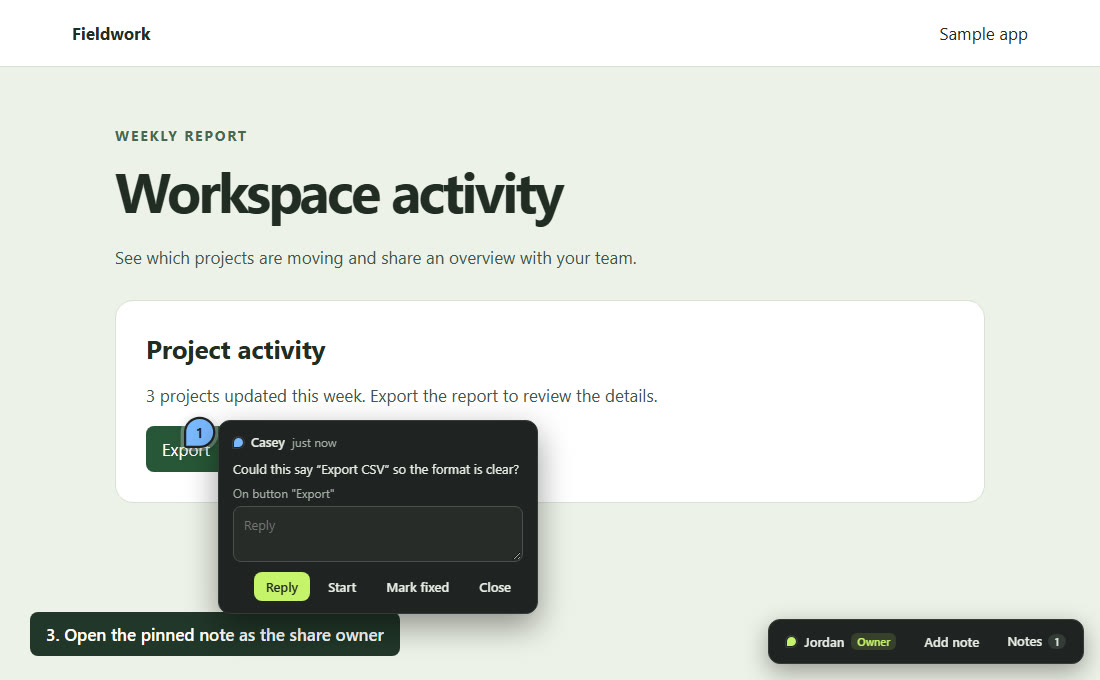 Fieldwork
Sample app
WEEKLY REPORT
Workspace activity
See which projects are moving and share an overview with your team.
Project activity
3 projects updated this week. Export the report to review the details.
Export
1
Casey just now
Could this say “Export CSV” so the format is clear?
On button "Export"
Reply
Reply Start Mark fixed Close
3. Open the pinned note as the share owner
Jordan Owner Add note Notes 1